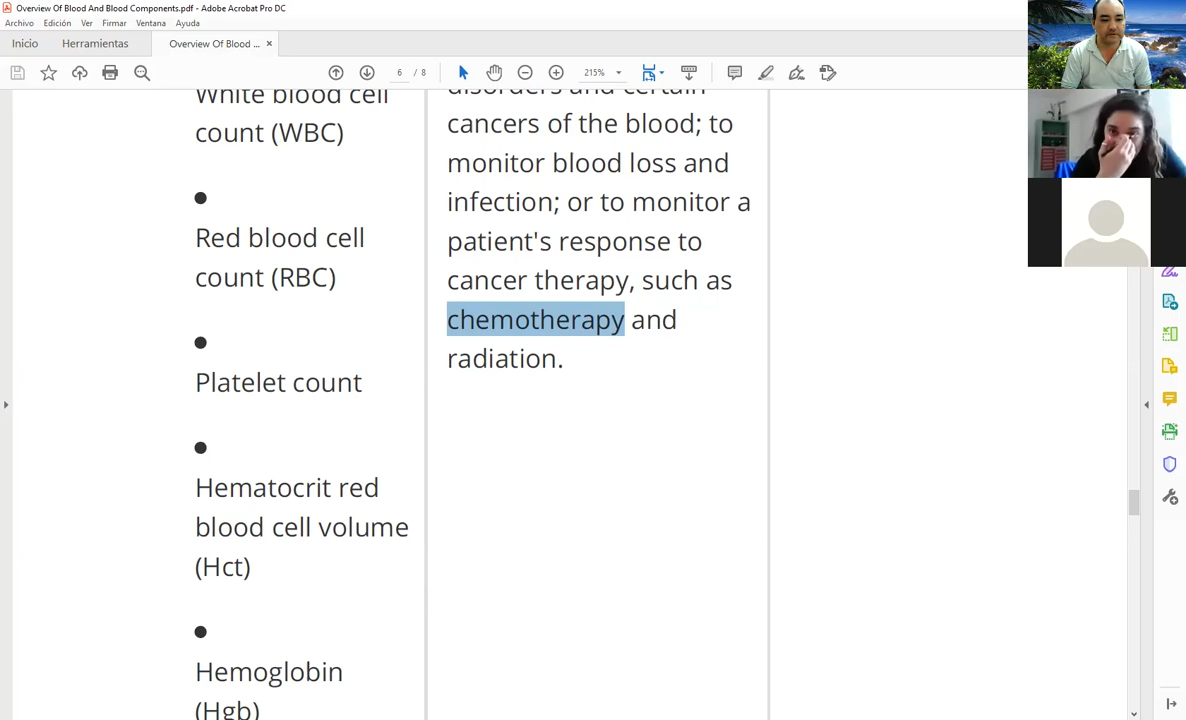 Overview Of Blood And Blood Components.pdf - Adobe Acrobat Pro DC
Archivo Edición Ver Firmar Ventana Ayuda
Inicio Herramientas Overview Of Blood ... ×
6 / 8 215%
White blood cell
count (WBC)
Red blood cell
count (RBC)
Platelet count
Hematocrit red
blood cell volume
(Hct)
Hemoglobin
(Hgb)
disorders and certain
cancers of the blood; to
monitor blood loss and
infection; or to monitor a
patient's response to
cancer therapy, such as
chemotherapy and
radiation.